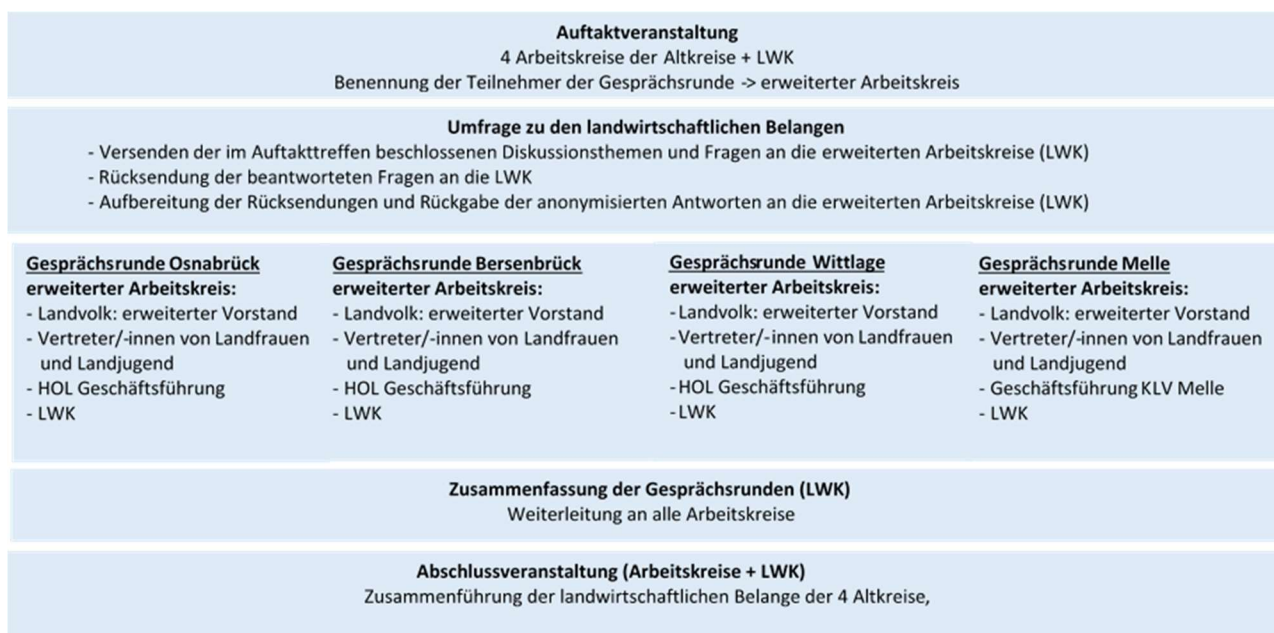 Auftaktveranstaltung
4 Arbeitskreise der Altkreise + LWK
Benennung der Teilnehmer der Gesprächsrunde -> erweiterter Arbeitskreis
Umfrage zu den landwirtschaftlichen Belangen
- Versenden der im Auftakttreffen beschlossenen Diskussionsthemen und Fragen an die erweiterten Arbeitskreise (LWK)
- Rücksendung der beantworteten Fragen an die LWK
- Aufbereitung der Rücksendungen und Rückgabe der anonymisierten Antworten an die erweiterten Arbeitskreise (LWK)
Gesprächsrunde Osnabrück
erweiterter Arbeitskreis:
- Landvolk: erweiterter Vorstand
- Vertreter/-innen von Landfrauen
und Landjugend
- HOL Geschäftsführung
- LWK
Gesprächsrunde Bersenbrück
erweiterter Arbeitskreis:
- Landvolk: erweiterter Vorstand
- Vertreter/-innen von Landfrauen
und Landjugend
- HOL Geschäftsführung
- LWK
Gesprächsrunde Wittlage
erweiterter Arbeitskreis:
- Landvolk: erweiterter Vorstand
- Vertreter/-innen von Landfrauen
und Landjugend
- HOL Geschäftsführung
- LWK
Gesprächsrunde Melle
erweiterter Arbeitskreis:
- Landvolk: erweiterter Vorstand
- Vertreter/-innen von Landfrauen
und Landjugend
- Geschäftsführung KLV Melle
- LWK
Zusammenfassung der Gesprächsrunden (LWK)
Weiterleitung an alle Arbeitskreise
Abschlussveranstaltung (Arbeitskreise + LWK)
Zusammenführung der landwirtschaftlichen Belange der 4 Altkreise,